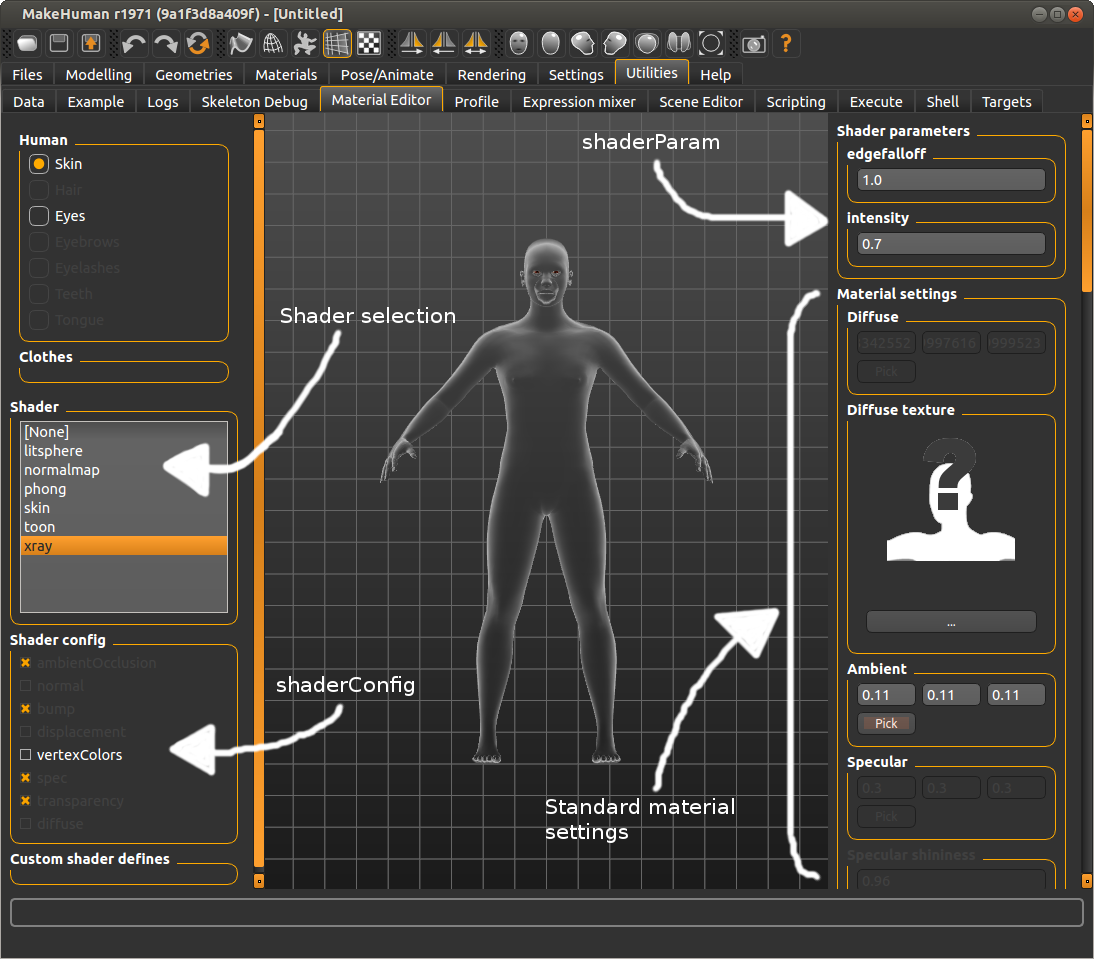 MakeHuman r1971 (9a1f3d8a409f) - [Untitled]
Files Modelling Geometries Materials Pose/Animate Rendering Settings Utilities Help
Data Example Logs Skeleton Debug Material Editor Profile Expression mixer Scene Editor Scripting Execute Shell Targets
Human
Skin
Hair
Eyes
Eyebrows
Eyelashes
Teeth
Tongue
Clothes
Shader
[None]
litsphere
normalmap
phong
skin
toon
xray
Shader config
ambientOcclusion
normal
bump
displacement
vertexColors
spec
transparency
diffuse
Custom shader defines
shaderParam
Shader selection
shaderConfig
Standard material
settings
Shader parameters
edgefalloff
1.0
intensity
0.7
Material settings
Diffuse
342552 997616 999523
Pick
Diffuse texture
...
Ambient
0.11 0.11 0.11
Pick
Specular
0.3 0.3 0.3
Pick
Specular shininess
0.96